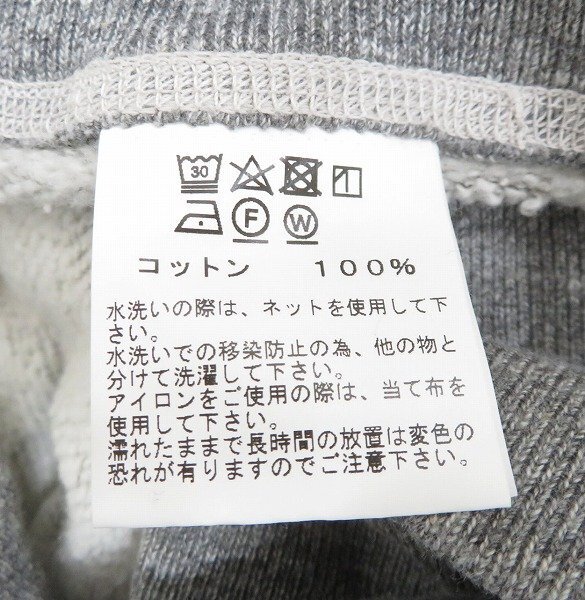 30
F W
コットン 100%
水洗いの際は、ネットを使用して下
さい。
水洗いでの移染防止の為、他の物と
分けて洗濯して下さい。
アイロンをご使用の際は、当て布を
使用して下さい。
濡れたままで長時間の放置は変色の
恐れが有りますのでご注意下さい。